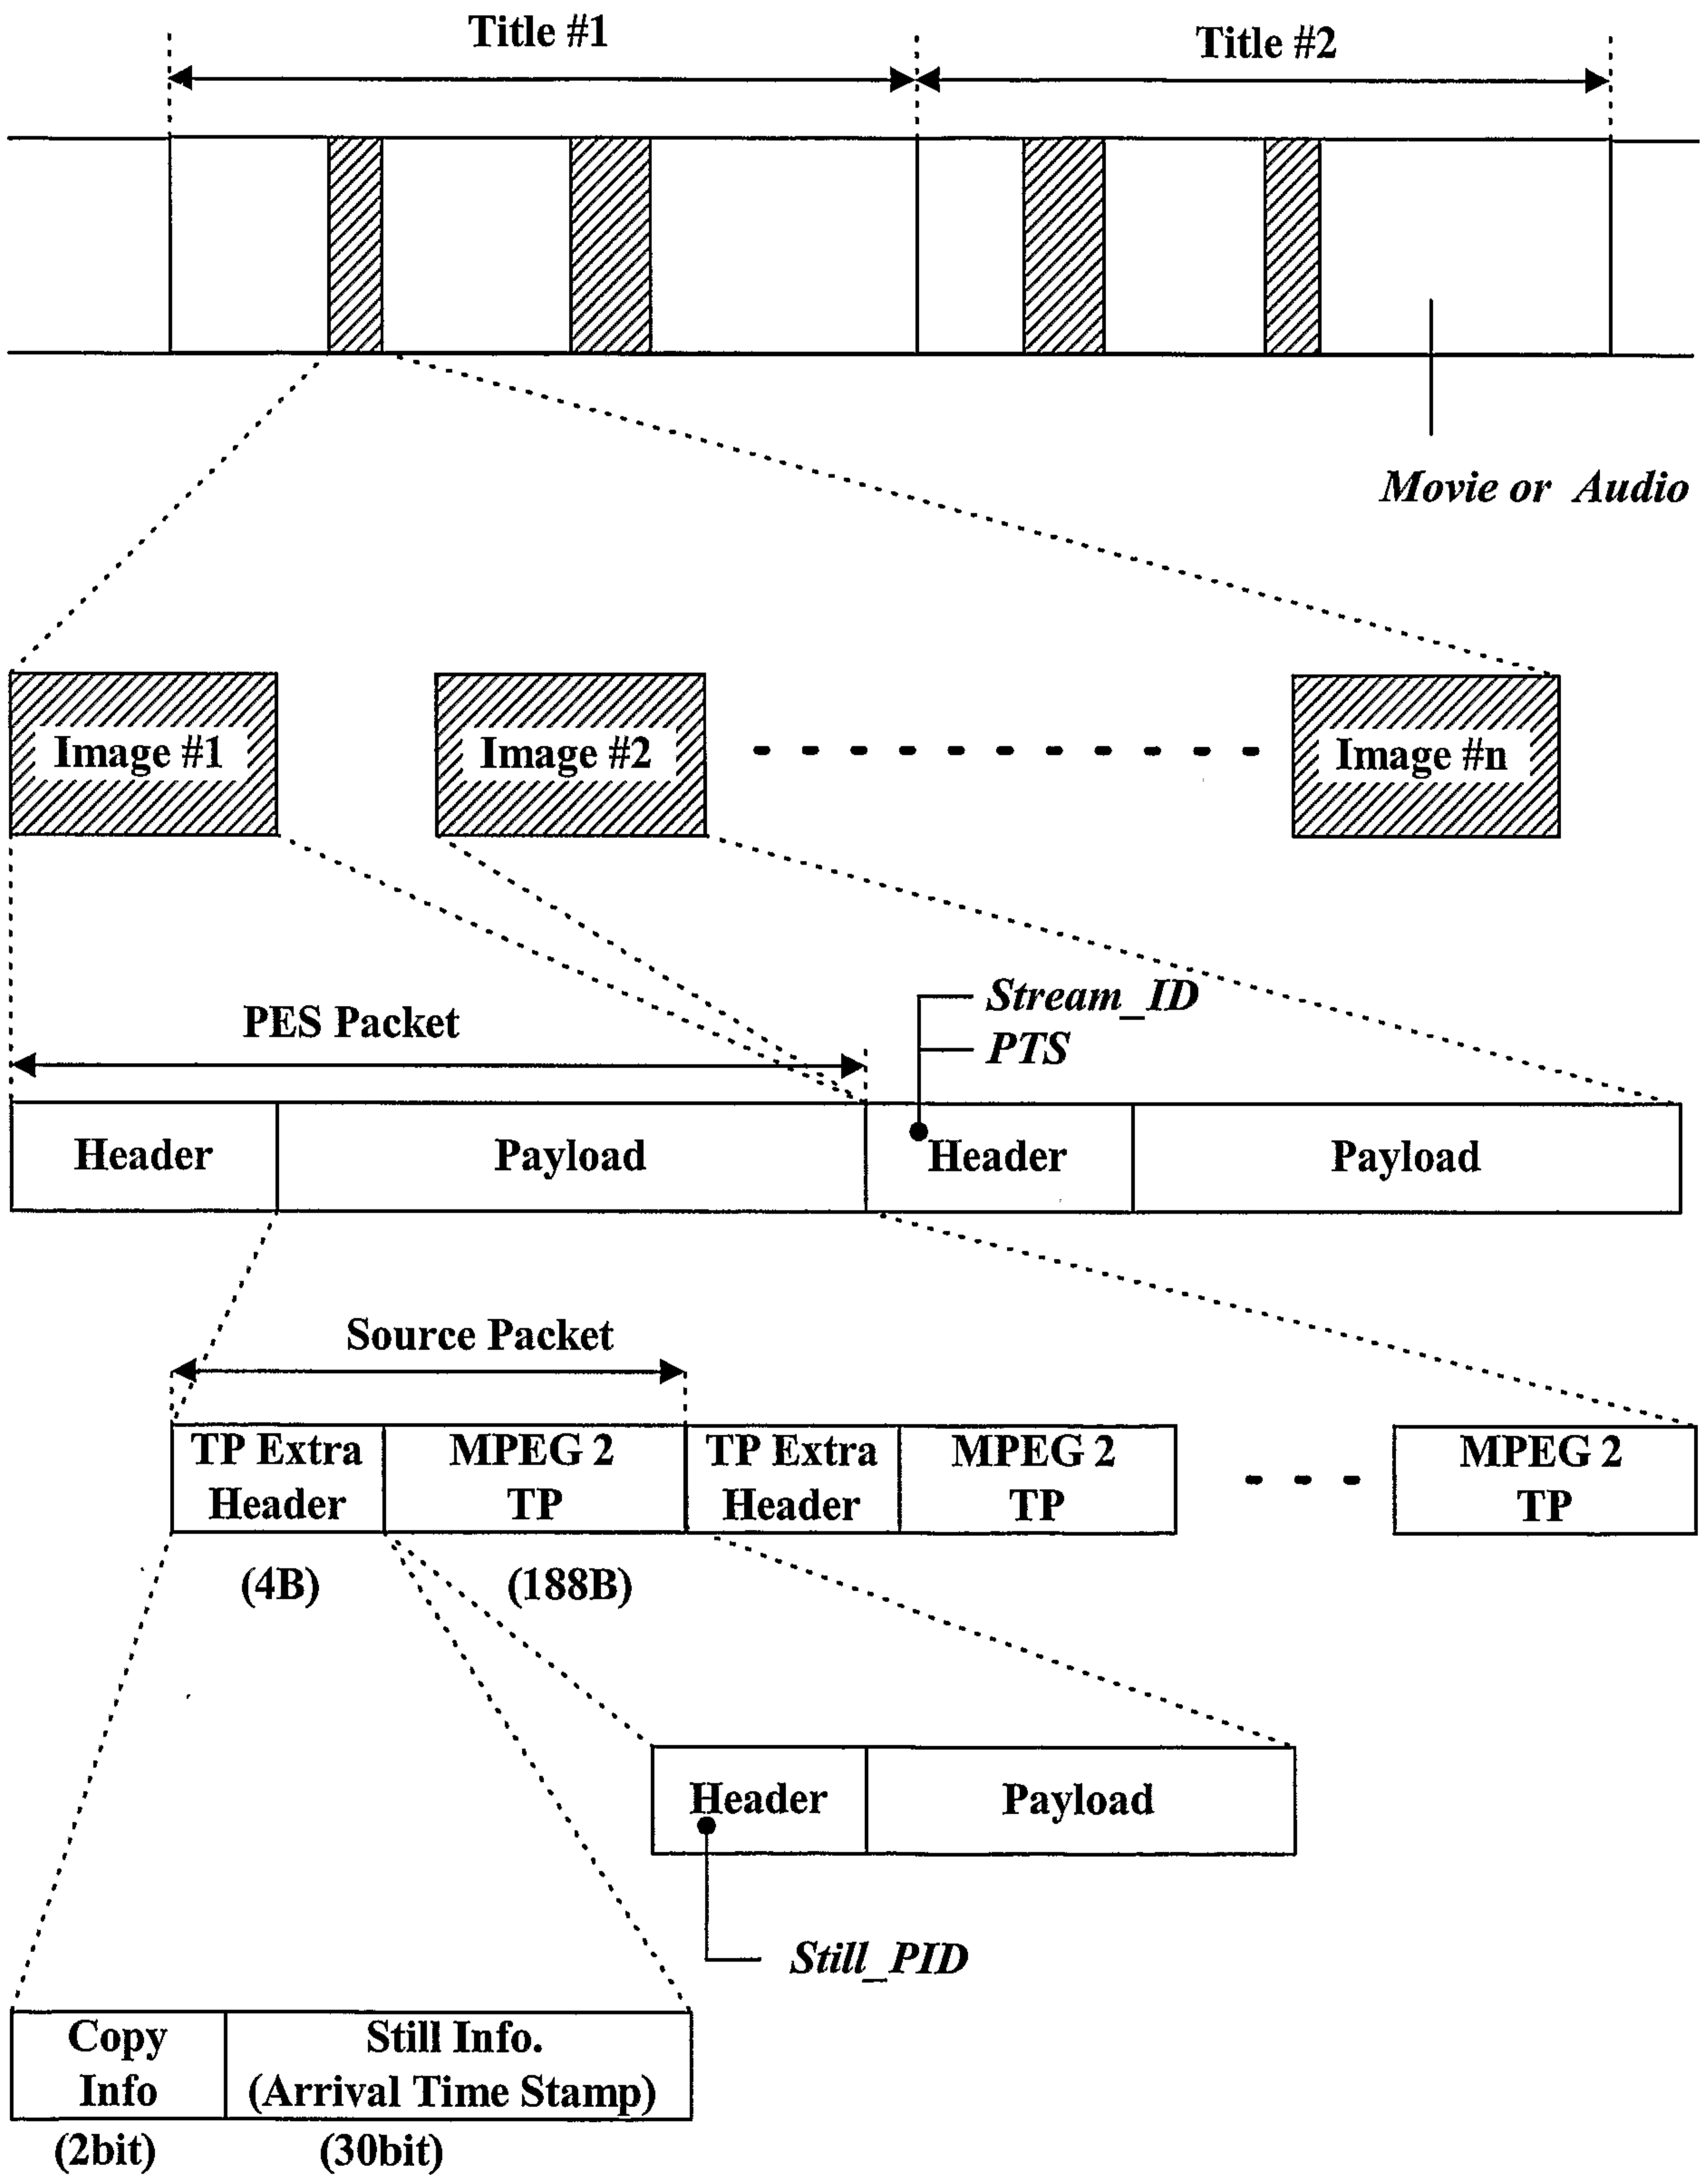 Title #1
Title #2
Movie or Audio
Image #1
Image #2
Image #n
Stream_ID
PES Packet
PTS
Header
Payload
Header
Payload
Source Packet
TP Extra
Header
MPEG 2
TP
TP Extra
Header
MPEG 2
TP
MPEG 2
TP
(4B)
(188B)
Header
Payload
Still_PID
Copy
Info
Still Info.
(Arrival Time Stamp)
(2bit)
(30bit)